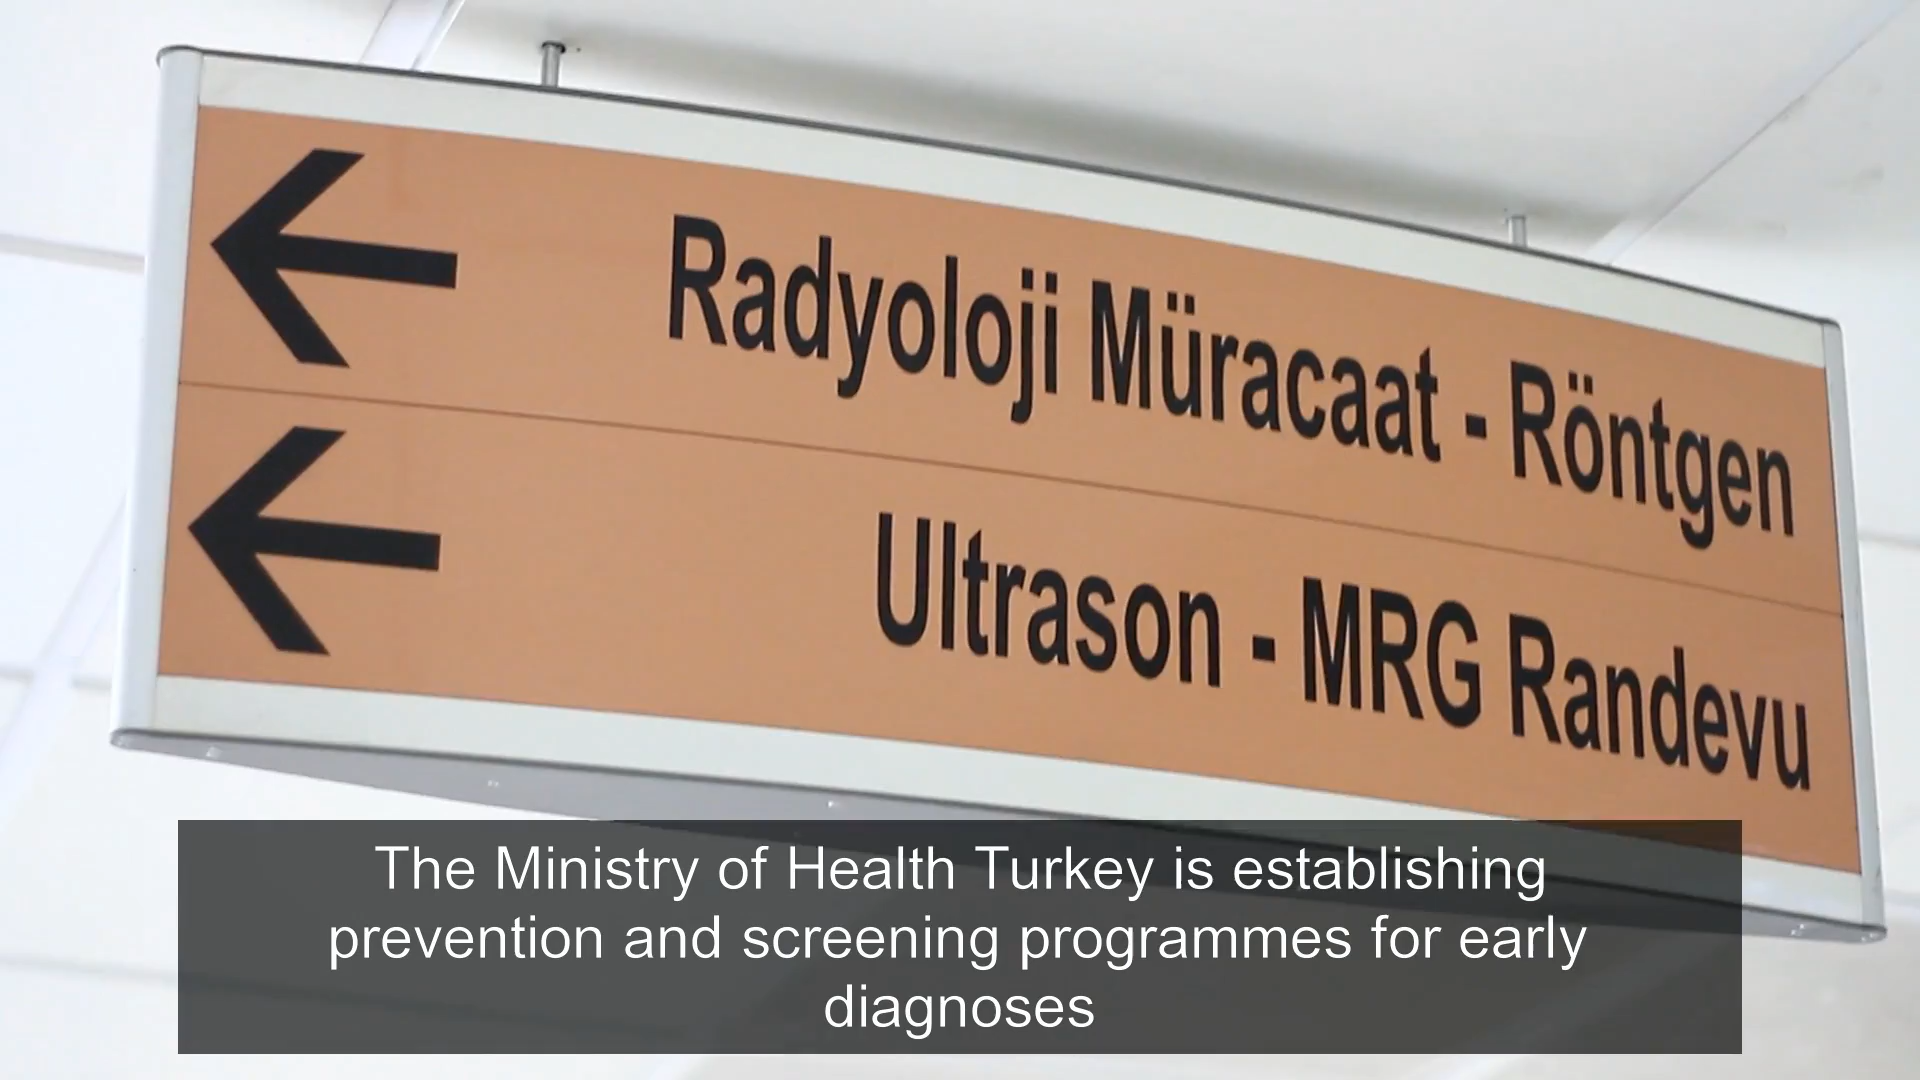 Radyoloji Müracaat - Röntgen
Ultrason - MRG Randevu
The Ministry of Health Turkey is establishing
prevention and screening programmes for early
diagnoses